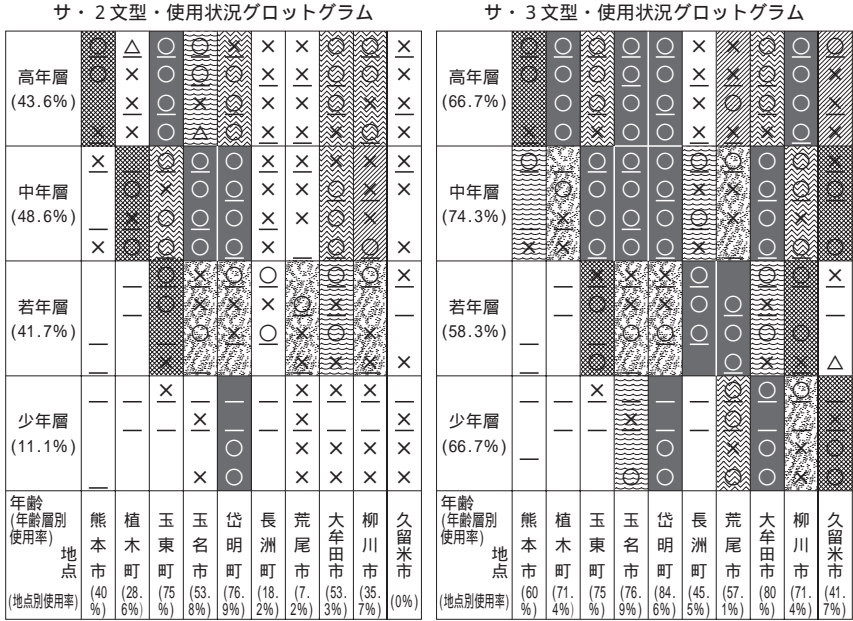 サ・２文型・使用状況グロットグラム
高年層
(43.6%)
中年層
(48.6%)
若年層
(41.7%)
少年層
(11.1%)
年齢
(年齢層別
使用率)
地点
(地点別使用率)
熊本市
(40%)
植木町
(28.6%)
玉東町
(75%)
玉名市
(53.8%)
岱明町
(76.9%)
長洲町
(18.2%)
荒尾市
(7.2%)
大牟田市
(53.3%)
柳川市
(35.7%)
久留米市
(0%)
サ・３文型・使用状況グロットグラム
高年層
(66.7%)
中年層
(74.3%)
若年層
(58.3%)
少年層
(66.7%)
年齢
(年齢層別
使用率)
地点
(地点別使用率)
熊本市
(60%)
植木町
(71.4%)
玉東町
(75%)
玉名市
(76.9%)
岱明町
(84.6%)
長洲町
(45.5%)
荒尾市
(57.1%)
大牟田市
(80%)
柳川市
(71.4%)
久留米市
(41.7%)